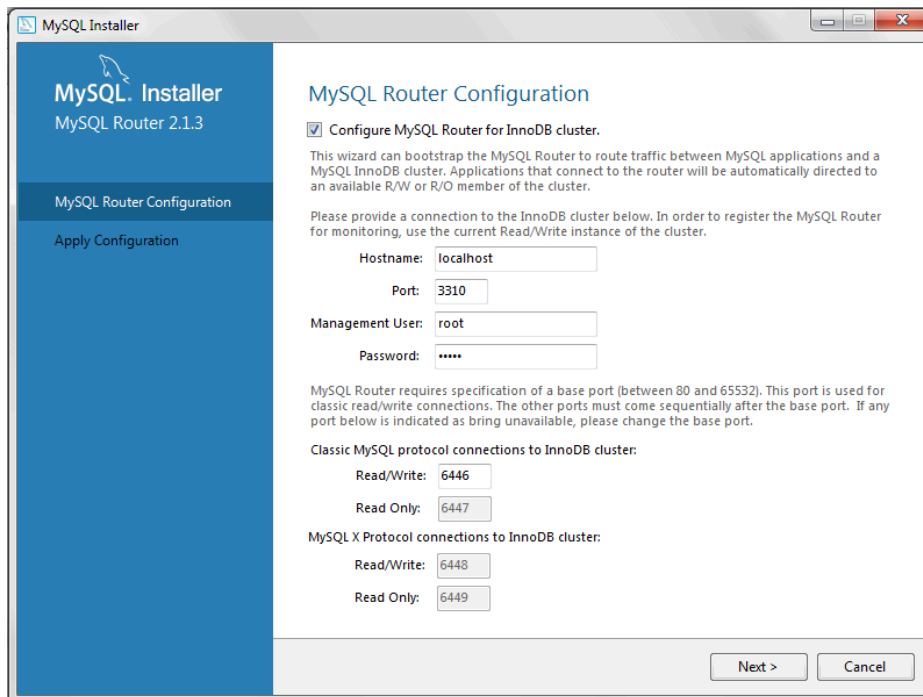 MySQL Installer
MySQL. Installer
MySQL Router 2.1.3
MySQL Router Configuration
Apply Configuration
MySQL Router Configuration
Configure MySQL Router for InnoDB cluster.
This wizard can bootstrap the MySQL Router to route traffic between MySQL applications and a
MySQL InnoDB cluster. Applications that connect to the router will be automatically directed to
an available R/W or R/O member of the cluster.
Please provide a connection to the InnoDB cluster below. In order to register the MySQL Router
for monitoring, use the current Read/Write instance of the cluster.
Hostname: localhost
Port: 3310
Management User: root
Password: •••••
MySQL Router requires specification of a base port (between 80 and 65532). This port is used for
classic read/write connections. The other ports must come sequentially after the base port. If any
port below is indicated as bring unavailable, please change the base port.
Classic MySQL protocol connections to InnoDB cluster:
Read/Write: 6446
Read Only: 6447
MySQL X Protocol connections to InnoDB cluster:
Read/Write: 6448
Read Only: 6449
Next > Cancel